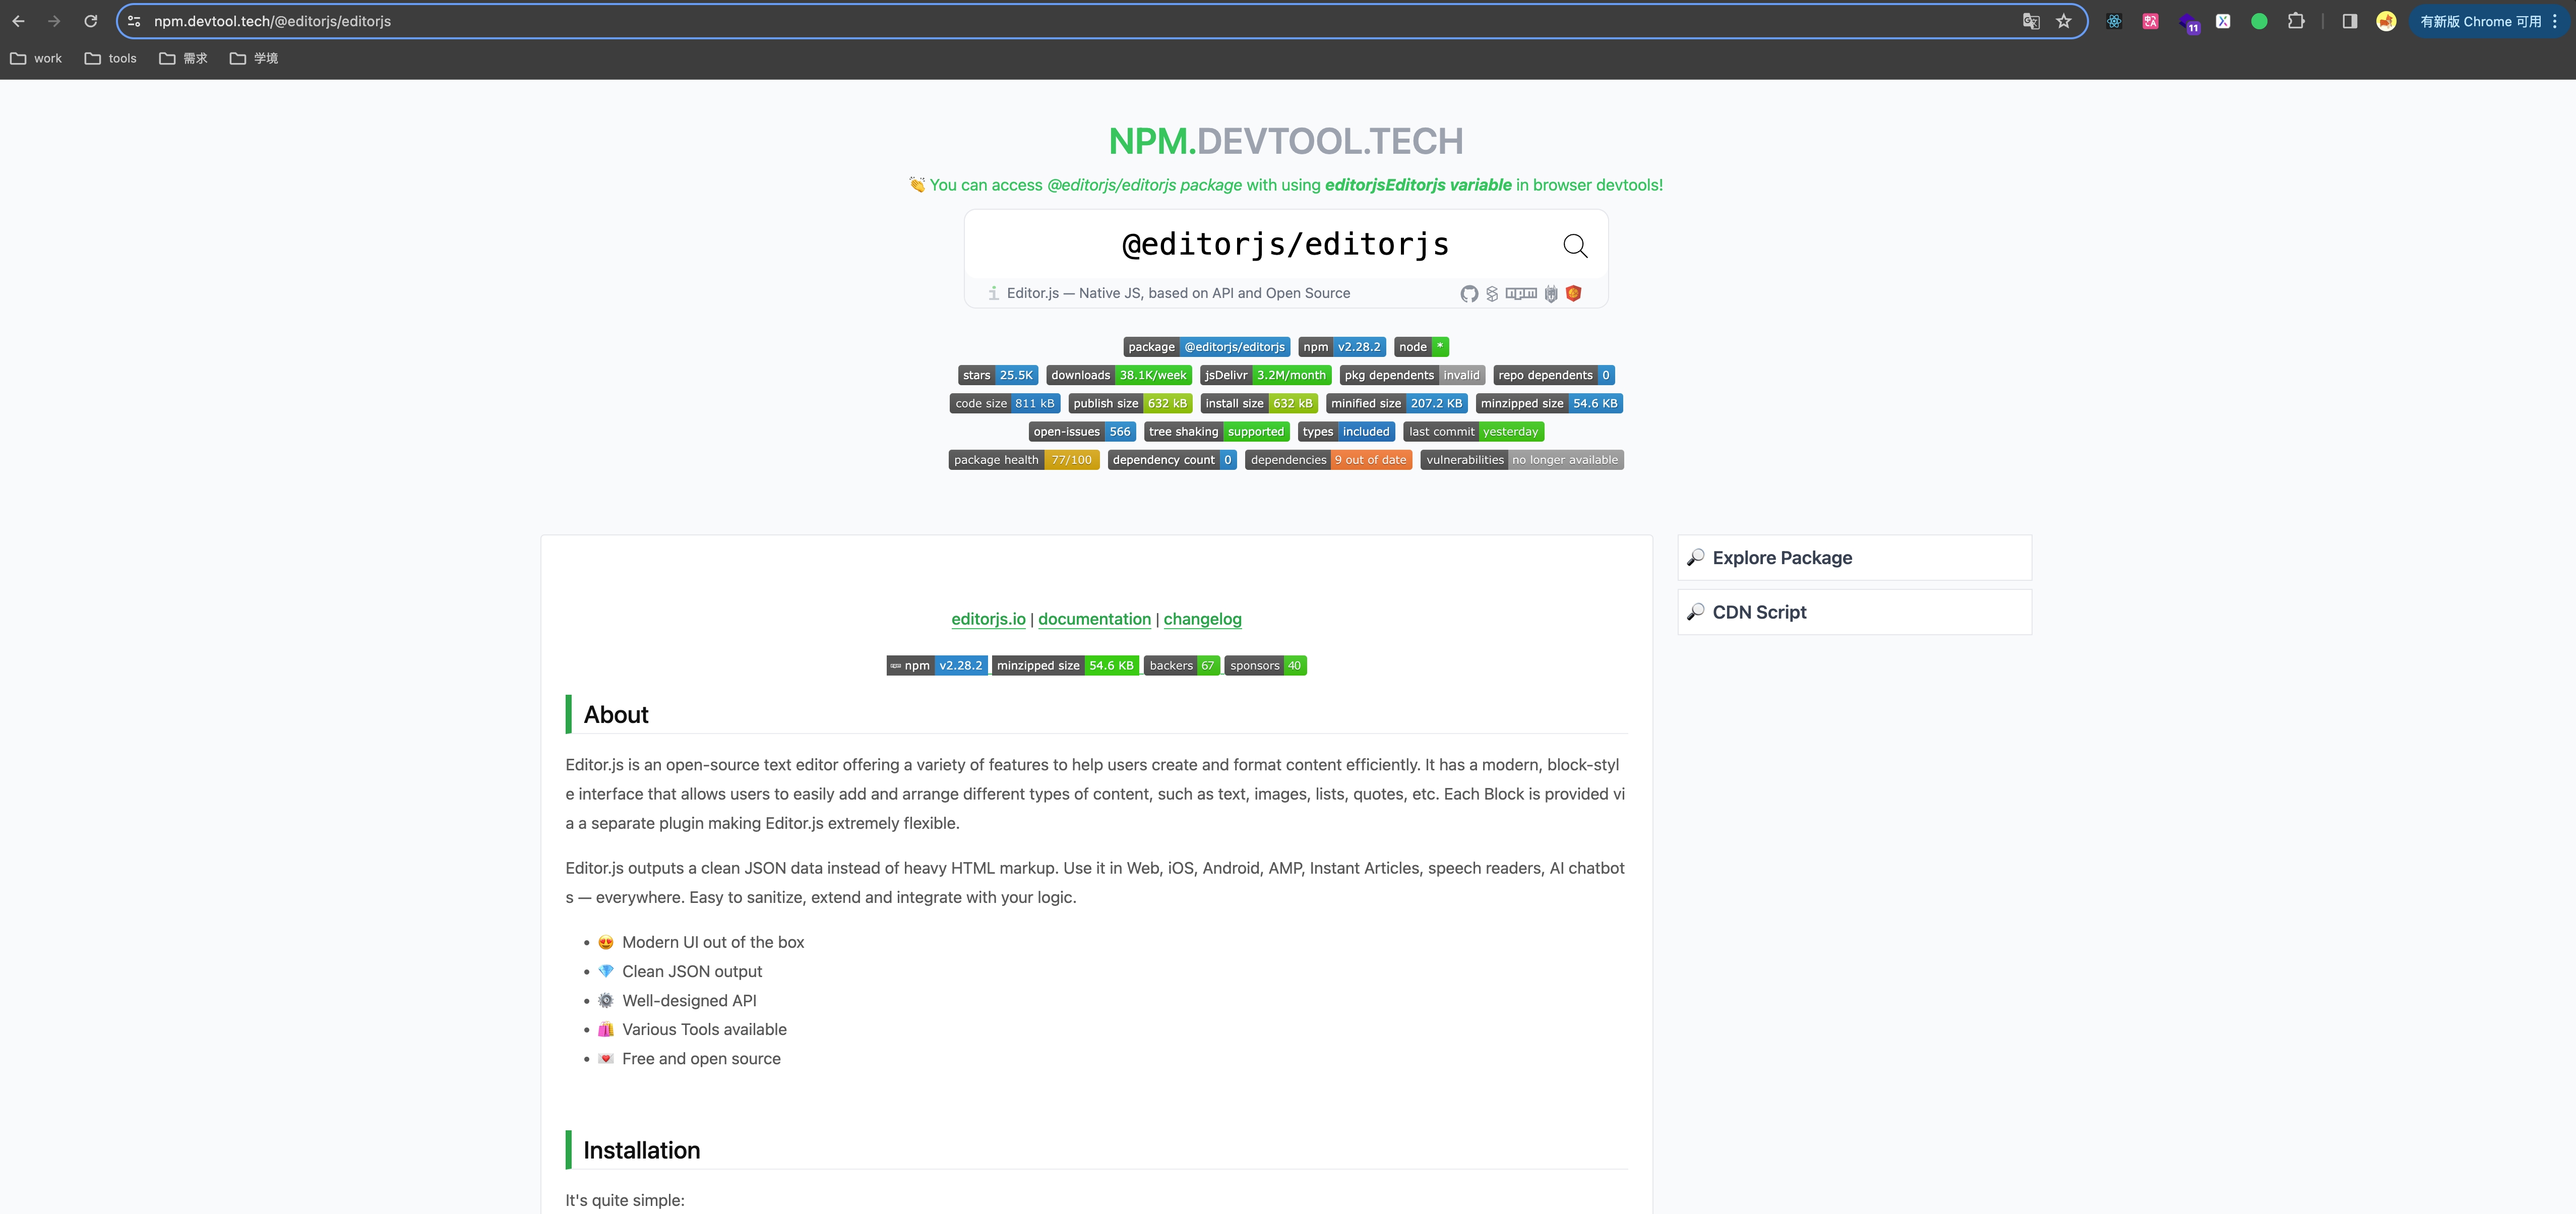 npm.devtool.tech/@editorjs/editorjs
11
有新版 Chrome 可用
work tools 需求 学境
NPM.DEVTOOL.TECH
👏 You can access @editorjs/editorjs package with using editorjsEditorjs variable in browser devtools!
@editorjs/editorjs
Editor.js — Native JS, based on API and Open Source
npm
package @editorjs/editorjs npm v2.28.2 node *
stars 25.5K downloads 38.1K/week jsDelivr 3.2M/month pkg dependents invalid repo dependents 0
code size 811 kB publish size 632 kB install size 632 kB minified size 207.2 KB minzipped size 54.6 KB
open-issues 566 tree shaking supported types included last commit yesterday
package health 77/100 dependency count 0 dependencies 9 out of date vulnerabilities no longer available
🔎 Explore Package
🔎 CDN Script
editorjs.io | documentation | changelog
npm v2.28.2 minzipped size 54.6 KB backers 67 sponsors 40
About
Editor.js is an open-source text editor offering a variety of features to help users create and format content efficiently. It has a modern, block-styl
e interface that allows users to easily add and arrange different types of content, such as text, images, lists, quotes, etc. Each Block is provided vi
a a separate plugin making Editor.js extremely flexible.
Editor.js outputs a clean JSON data instead of heavy HTML markup. Use it in Web, iOS, Android, AMP, Instant Articles, speech readers, AI chatbot
s — everywhere. Easy to sanitize, extend and integrate with your logic.
• 😍 Modern UI out of the box
• 💎 Clean JSON output
• ⚙️ Well-designed API
• 🛍️ Various Tools available
• 💌 Free and open source
Installation
It's quite simple: